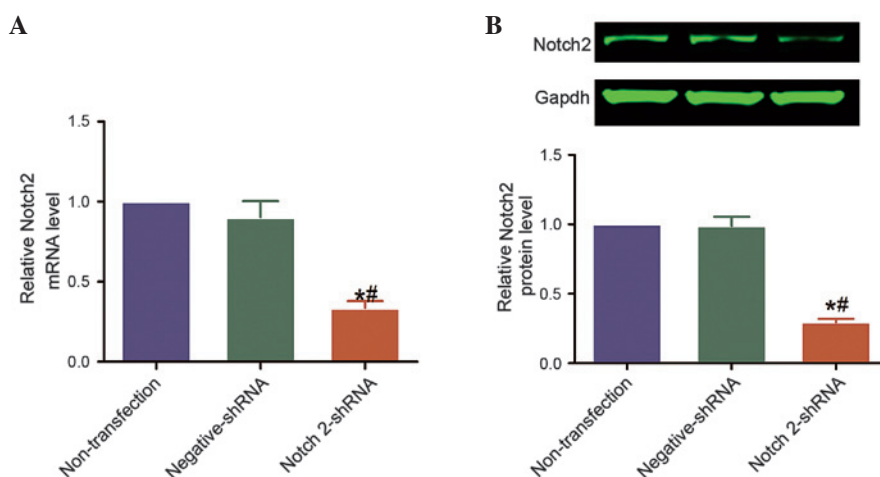 A
Relative Notch2
mRNA level
1.5
1.0
0.5
0.0
*#
Non-transfection
Negative-shRNA
Notch 2-shRNA
B
Notch2
Gapdh
Relative Notch2
protein level
1.5
1.0
0.5
0.0
*#
Non-transfection
Negative-shRNA
Notch 2-shRNA